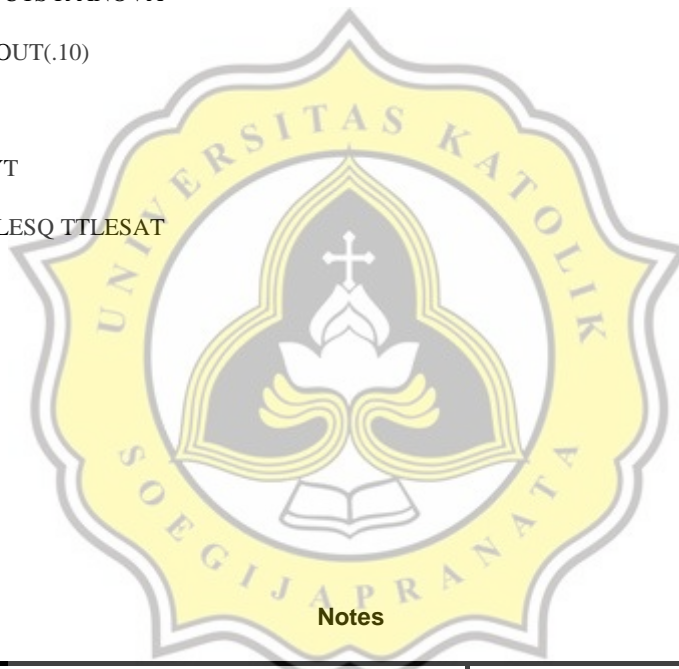 OUT(.10)
LESQ TTLESAT
UNIVERSITAS KATOLIK
SOEGIJAPRANATA
Notes